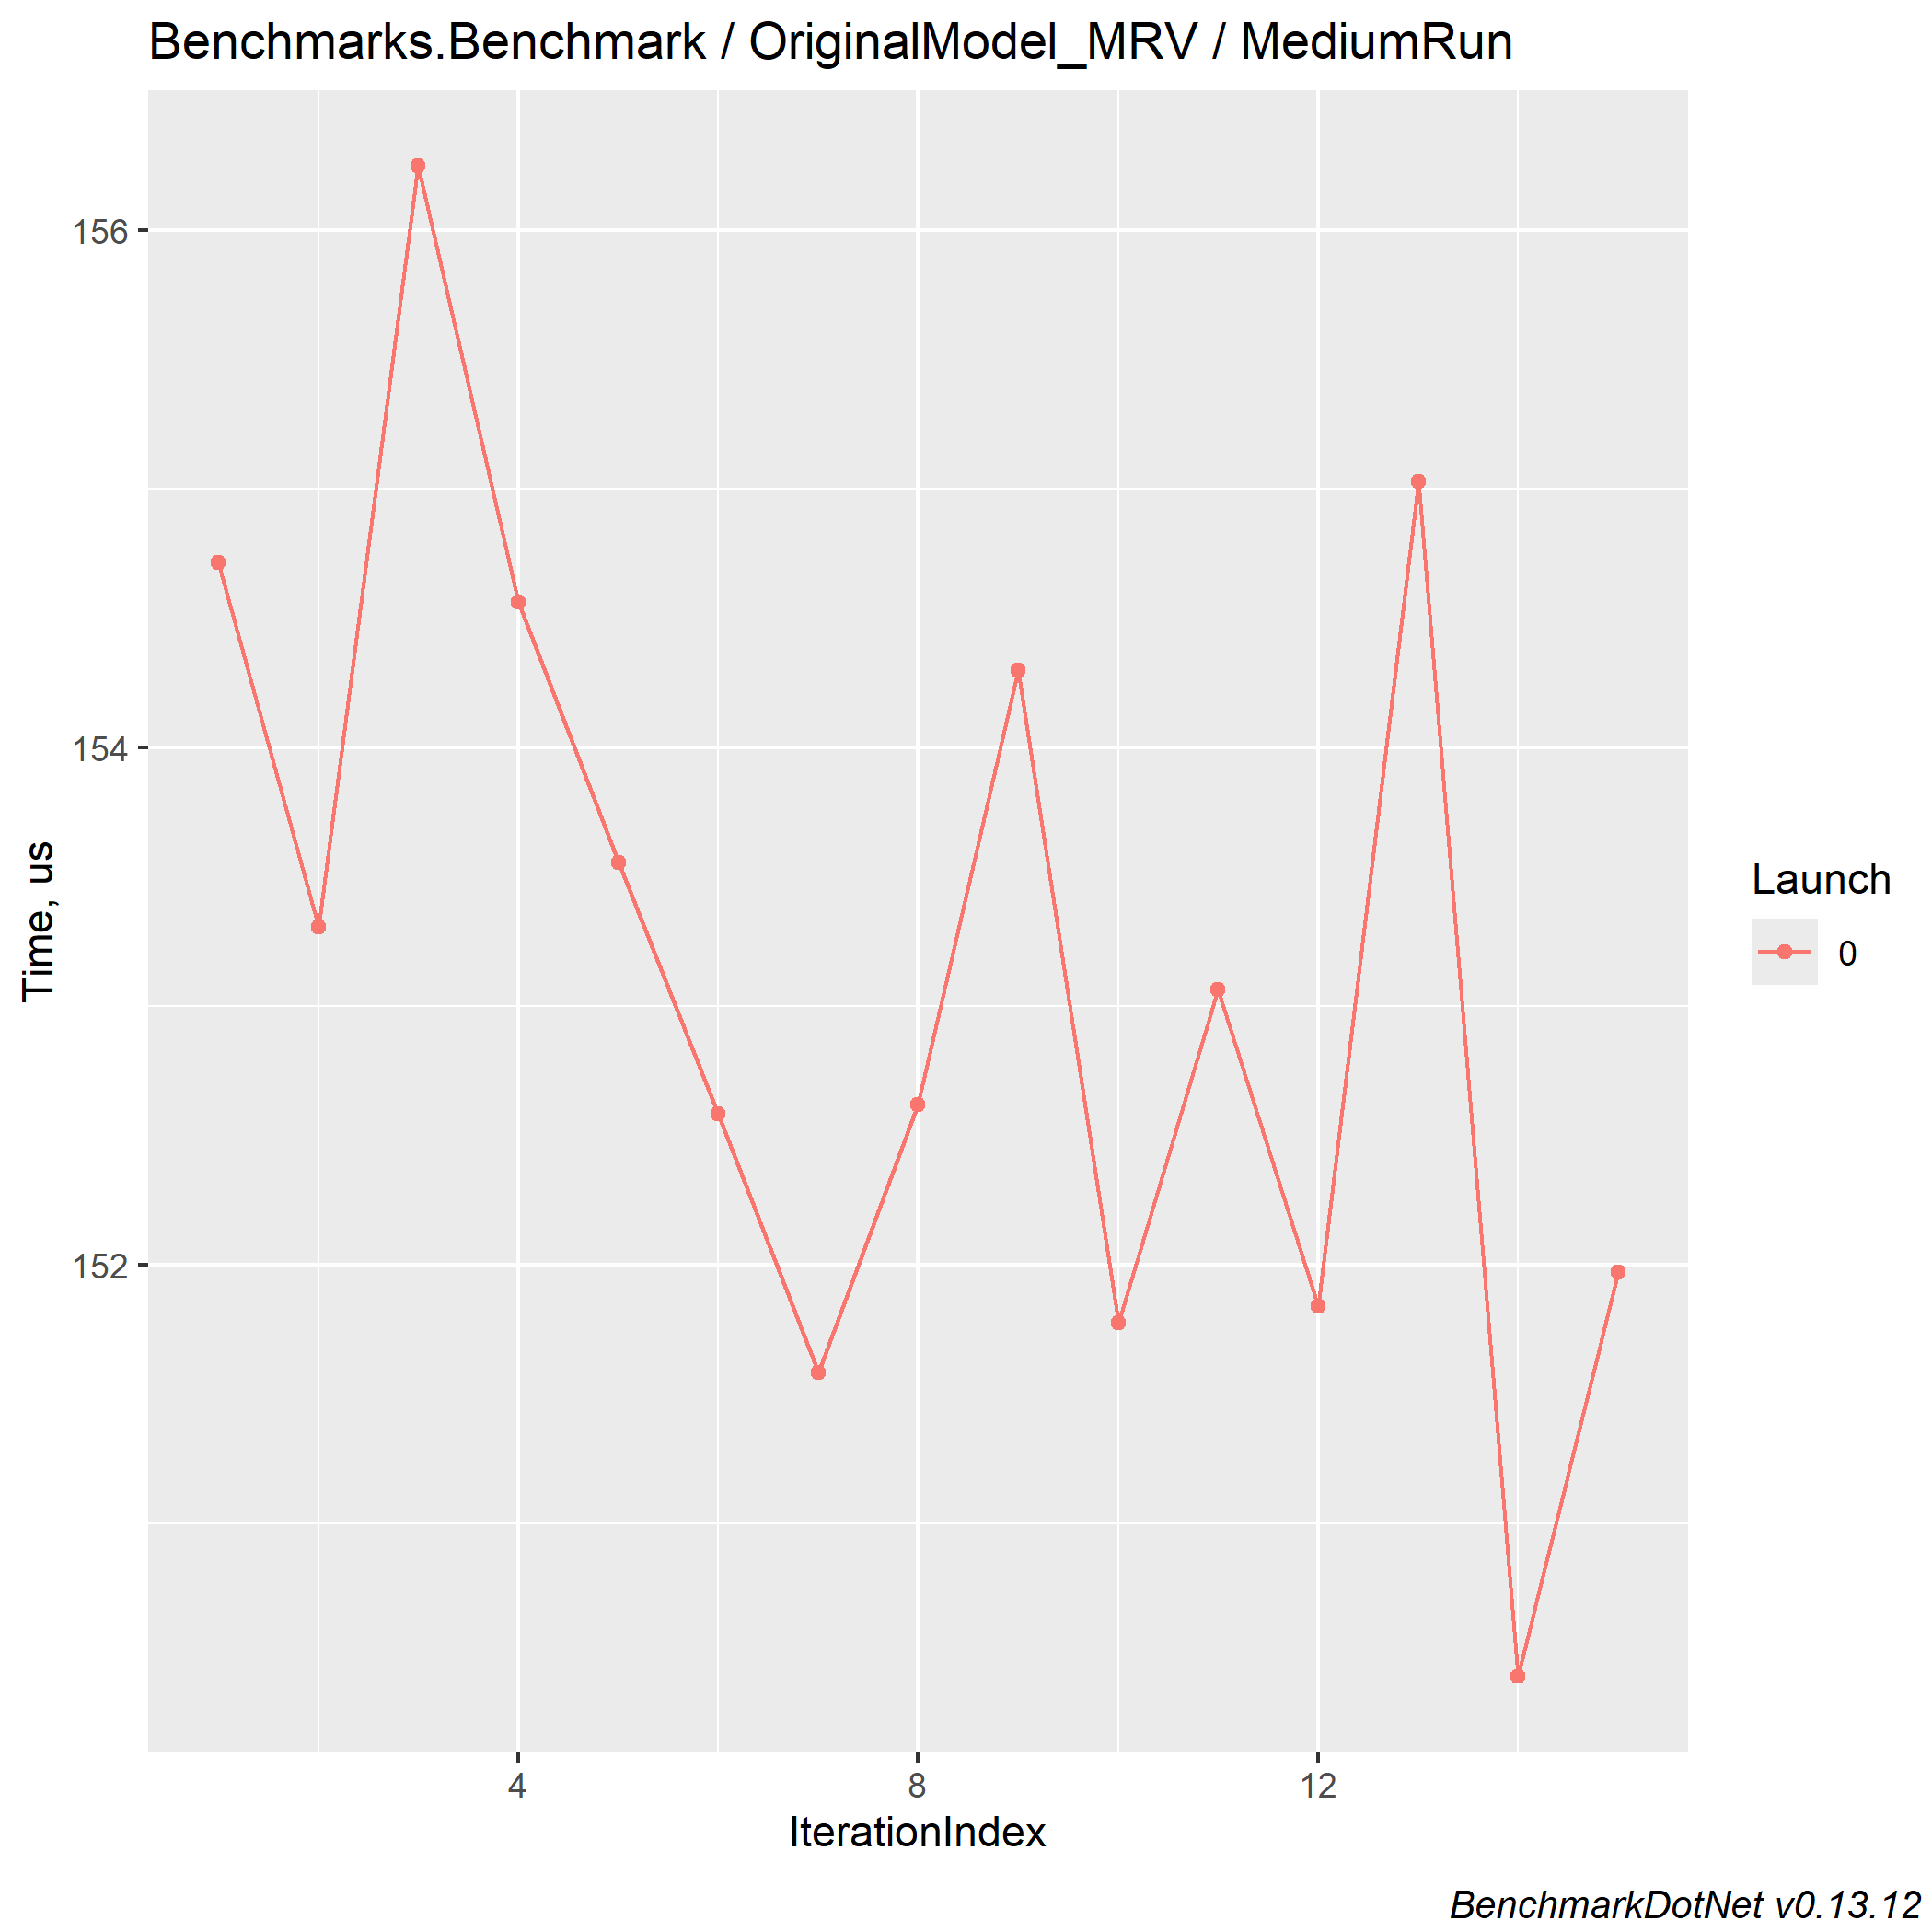 Benchmarks.Benchmark / OriginalModel_MRV / MediumRun
156
154
152
Time, us
4 8 12
IterationIndex
Launch
0
BenchmarkDotNet v0.13.12